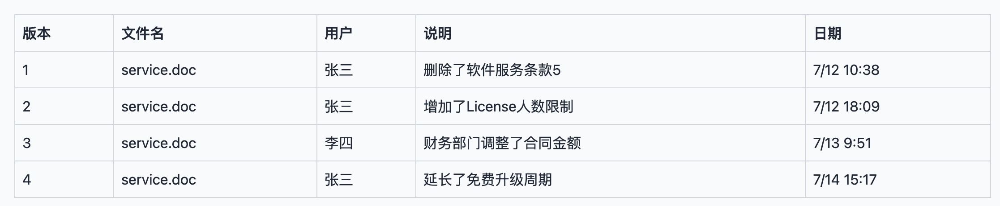 版本 文件名 用户 说明 日期
1 service.doc 张三 删除了软件服务条款5 7/12 10:38
2 service.doc 张三 增加了License人数限制 7/12 18:09
3 service.doc 李四 财务部门调整了合同金额 7/13 9:51
4 service.doc 张三 延长了免费升级周期 7/14 15:17